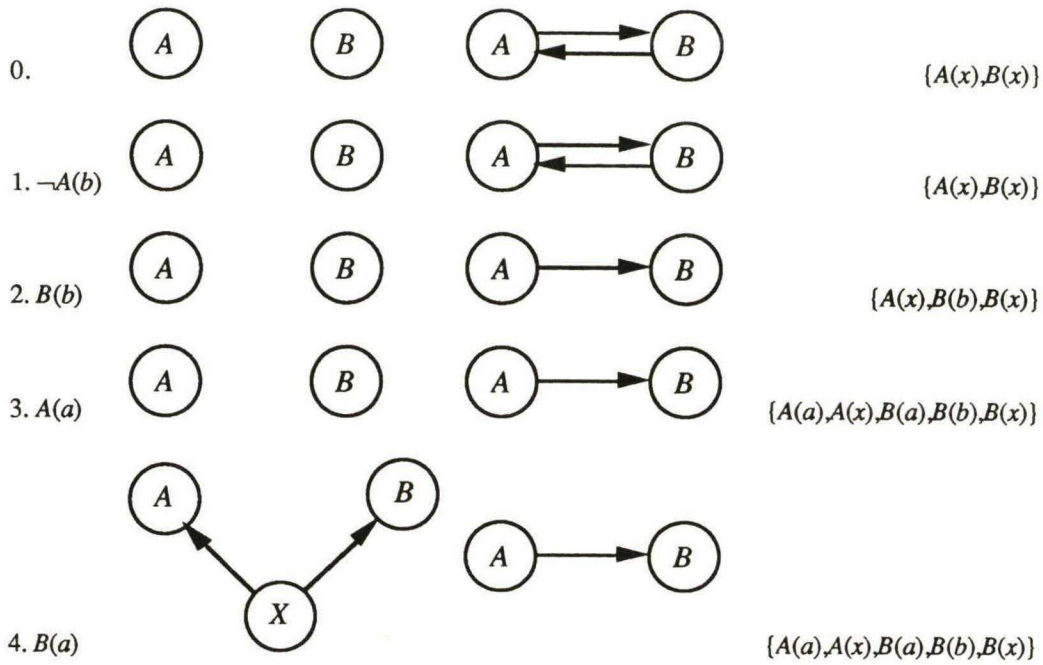 A B A B
0. {A(x),B(x)}
A B A B
1. ¬A(b) {A(x),B(x)}
A B A B
2. B(b) {A(x),B(b),B(x)}
A B A B
3. A(a) {A(a),A(x),B(a),B(b),B(x)}
A B
A B
X
4. B(a) {A(a),A(x),B(a),B(b),B(x)}